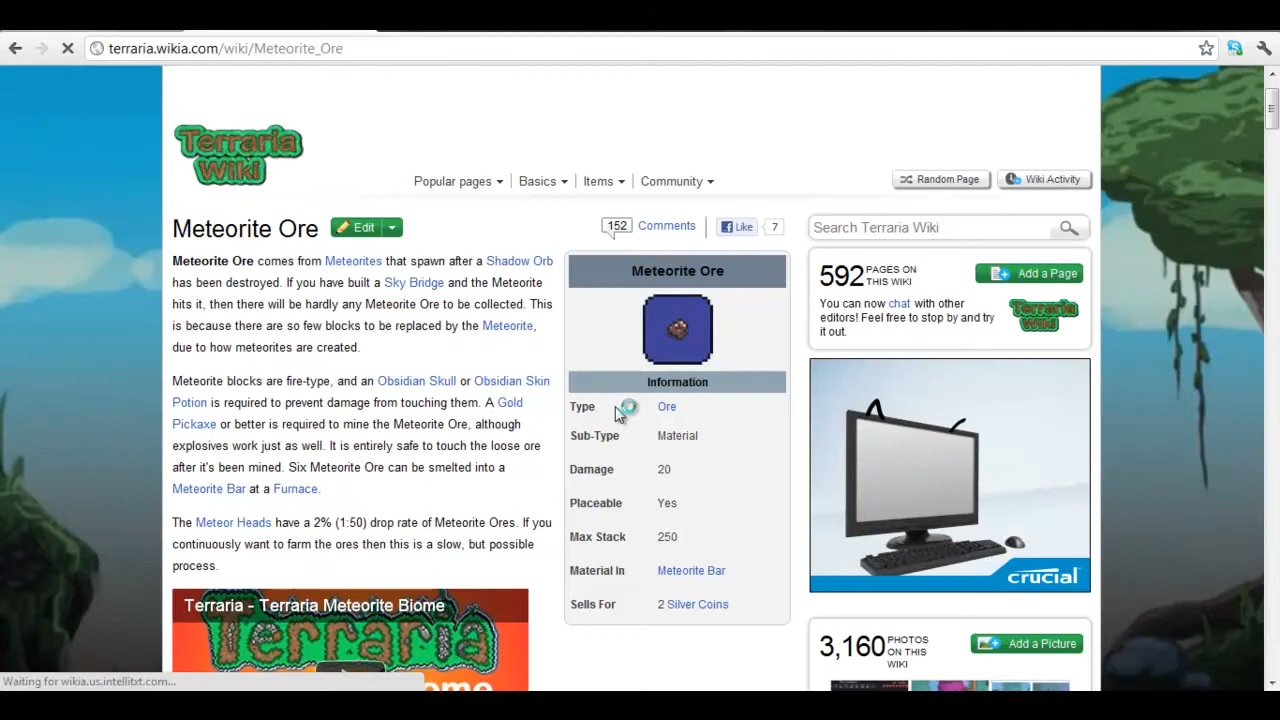 terraria.wikia.com/wiki/Meteorite_Ore
Terraria Wiki
Popular pages
Basics
Items
Community
Random Page
Wiki Activity
Meteorite Ore
Edit
152
Comments
Like
7
Search Terraria Wiki
Meteorite Ore comes from Meteorites that spawn after a Shadow Orb
has been destroyed. If you have built a Sky Bridge and the Meteorite
hits it, then there will be hardly any Meteorite Ore to be collected. This
is because there are so few blocks to be replaced by the Meteorite,
due to how meteorites are created.
Meteorite blocks are fire-type, and an Obsidian Skull or Obsidian Skin
Potion is required to prevent damage from touching them. A Gold
Pickaxe or better is required to mine the Meteorite Ore, although
explosives work just as well. It is entirely safe to touch the loose ore
after it's been mined. Six Meteorite Ore can be smelted into a
Meteorite Bar at a Furnace.
The Meteor Heads have a 2% (1:50) drop rate of Meteorite Ores. If you
continuously want to farm the ores then this is a slow, but possible
process.
Terraria - Terraria Meteorite Biome
Terraria
Meteorite Ore
Information
Type Ore
Sub-Type Material
Damage 20
Placeable Yes
Max Stack 250
Material In Meteorite Bar
Sells For 2 Silver Coins
592 PAGES ON
THIS WIKI
Add a Page
You can now chat with other
editors! Feel free to stop by and try
it out.
Terraria Wiki
crucial
3,160 PHOTOS
ON THIS
WIKI
Add a Picture
Waiting for wikia.us.intellitxt.com...